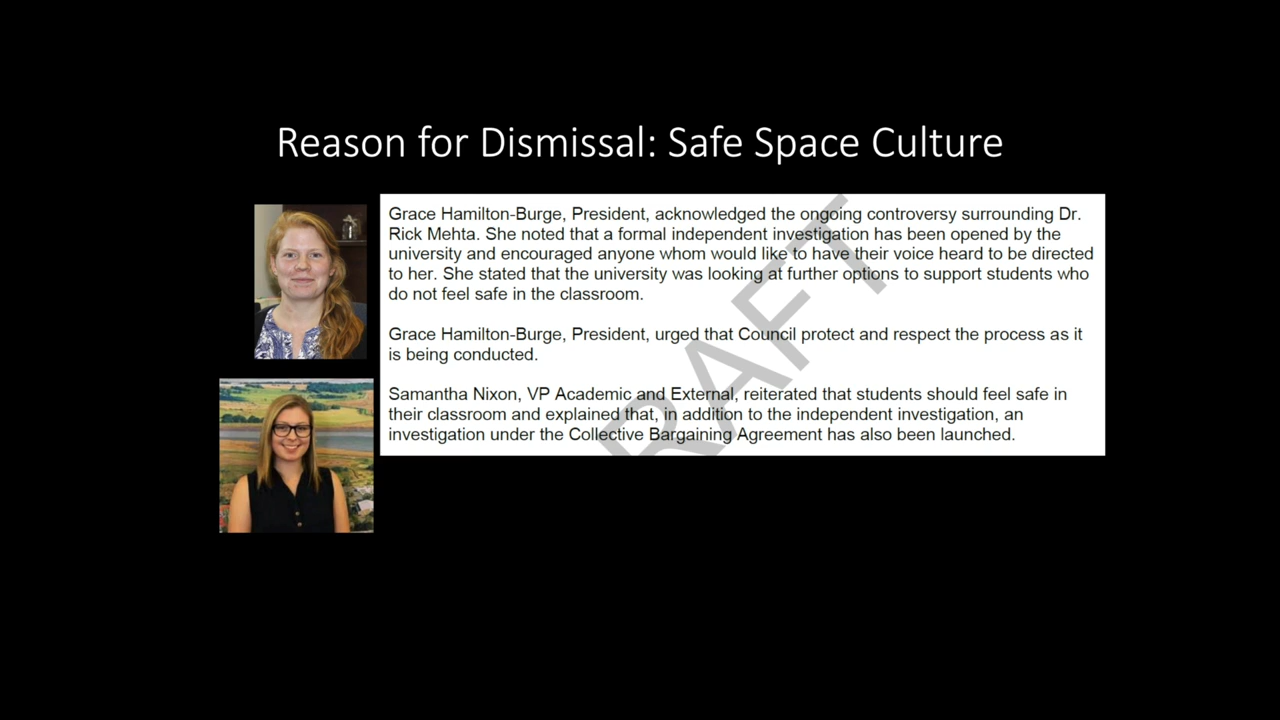 Reason for Dismissal: Safe Space Culture
Grace Hamilton-Burge, President, acknowledged the ongoing controversy surrounding Dr.
Rick Mehta. She noted that a formal independent investigation has been opened by the
university and encouraged anyone whom would like to have their voice heard to be directed
to her. She stated that the university was looking at further options to support students who
do not feel safe in the classroom.
Grace Hamilton-Burge, President, urged that Council protect and respect the process as it
is being conducted.
Samantha Nixon, VP Academic and External, reiterated that students should feel safe in
their classroom and explained that, in addition to the independent investigation, an
investigation under the Collective Bargaining Agreement has also been launched.
RAFT